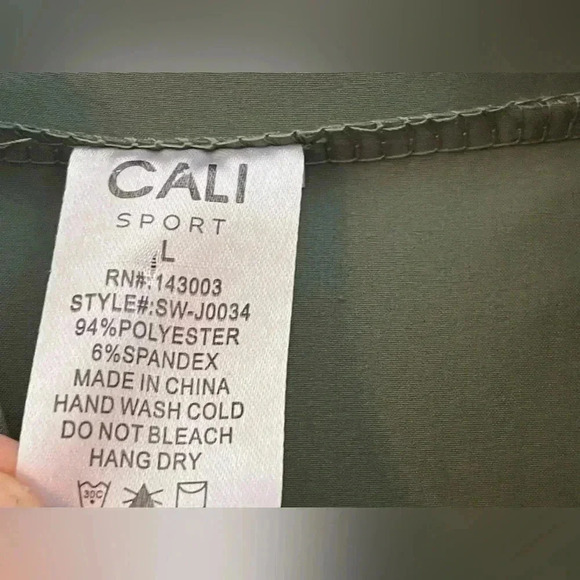 CALI
SPORT
L
RN#:143003
STYLE#:SW-J0034
94%POLYESTER
6%SPANDEX
MADE IN CHINA
HAND WASH COLD
DO NOT BLEACH
HANG DRY
30C